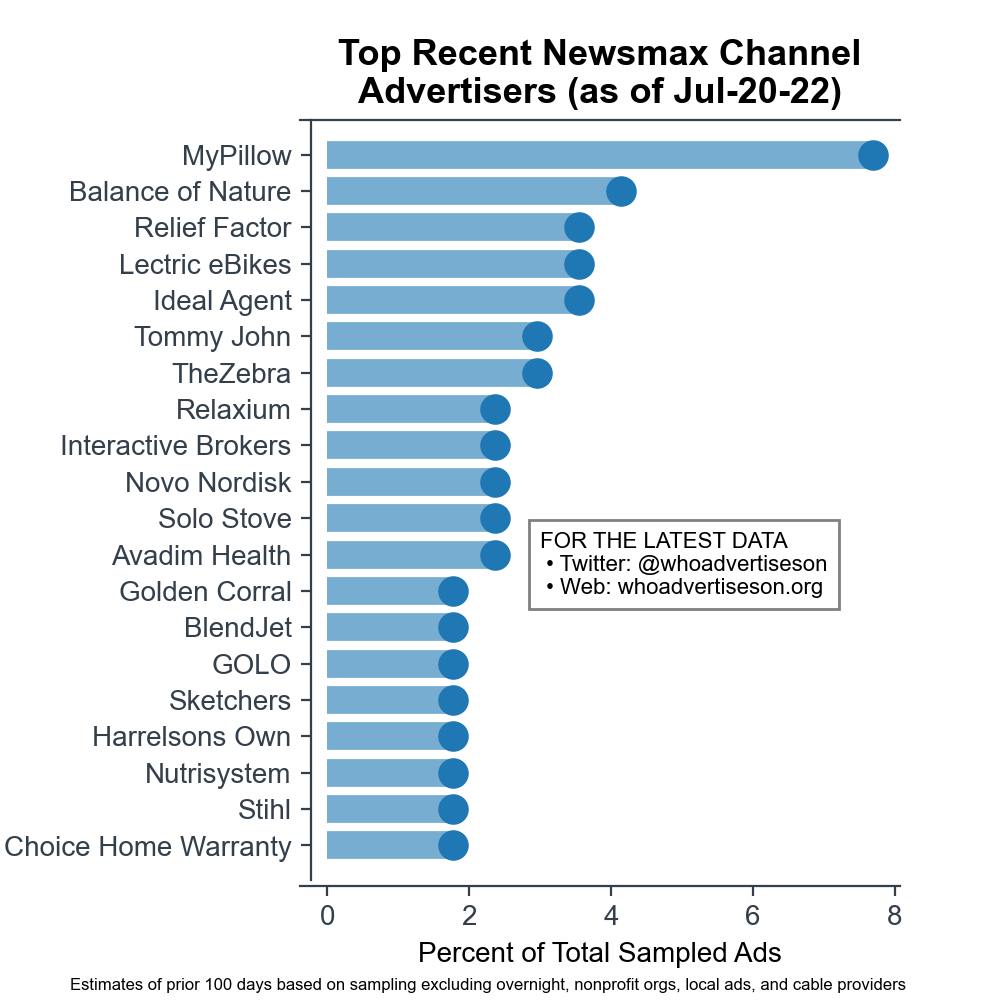 Top Recent Newsmax Channel
Advertisers (as of Jul-20-22)
MyPillow
Balance of Nature
Relief Factor
Lectric eBikes
Ideal Agent
Tommy John
TheZebra
Relaxium
Interactive Brokers
Novo Nordisk
Solo Stove
Avadim Health
Golden Corral
BlendJet
GOLO
Sketchers
Harrelsons Own
Nutrisystem
Stihl
Choice Home Warranty
FOR THE LATEST DATA
• Twitter: @whoadvertiseson
• Web: whoadvertiseson.org
0 2 4 6 8
Percent of Total Sampled Ads
Estimates of prior 100 days based on sampling excluding overnight, nonprofit orgs, local ads, and cable providers